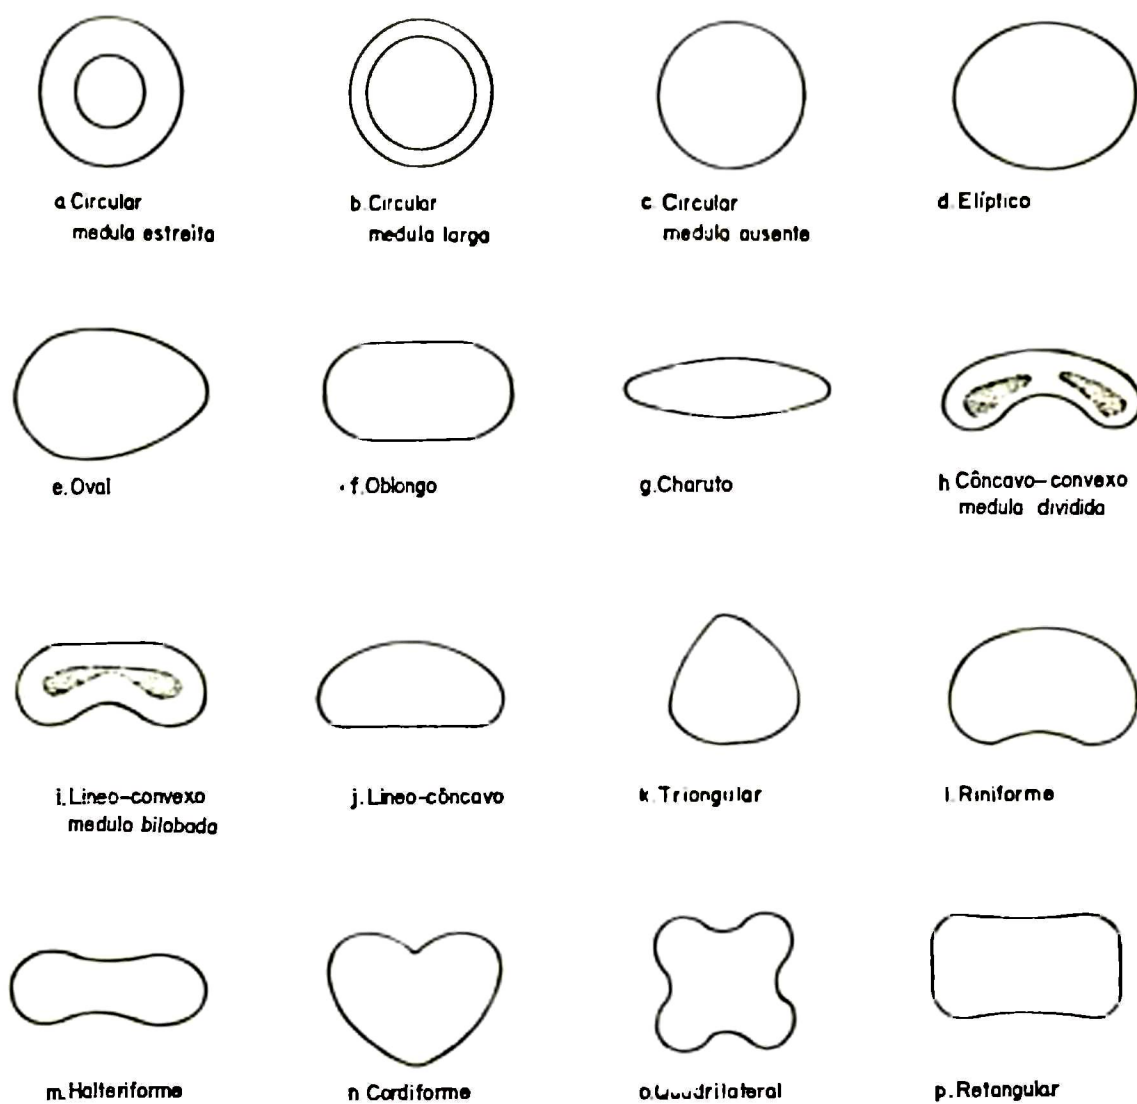 a. Circular
medula estreita
b. Circular
medula larga
c. Circular
medula ausente
d. Elíptico
e. Oval
f. Oblongo
g. Charuto
h Côncavo-convexo
medula dividida
i. Lineo-convexo
medula bilobada
j. Lineo-côncavo
k. Triangular
l. Riniforme
m. Halteriforme
n Cordiforme
o. Quadrilateral
p. Retangular